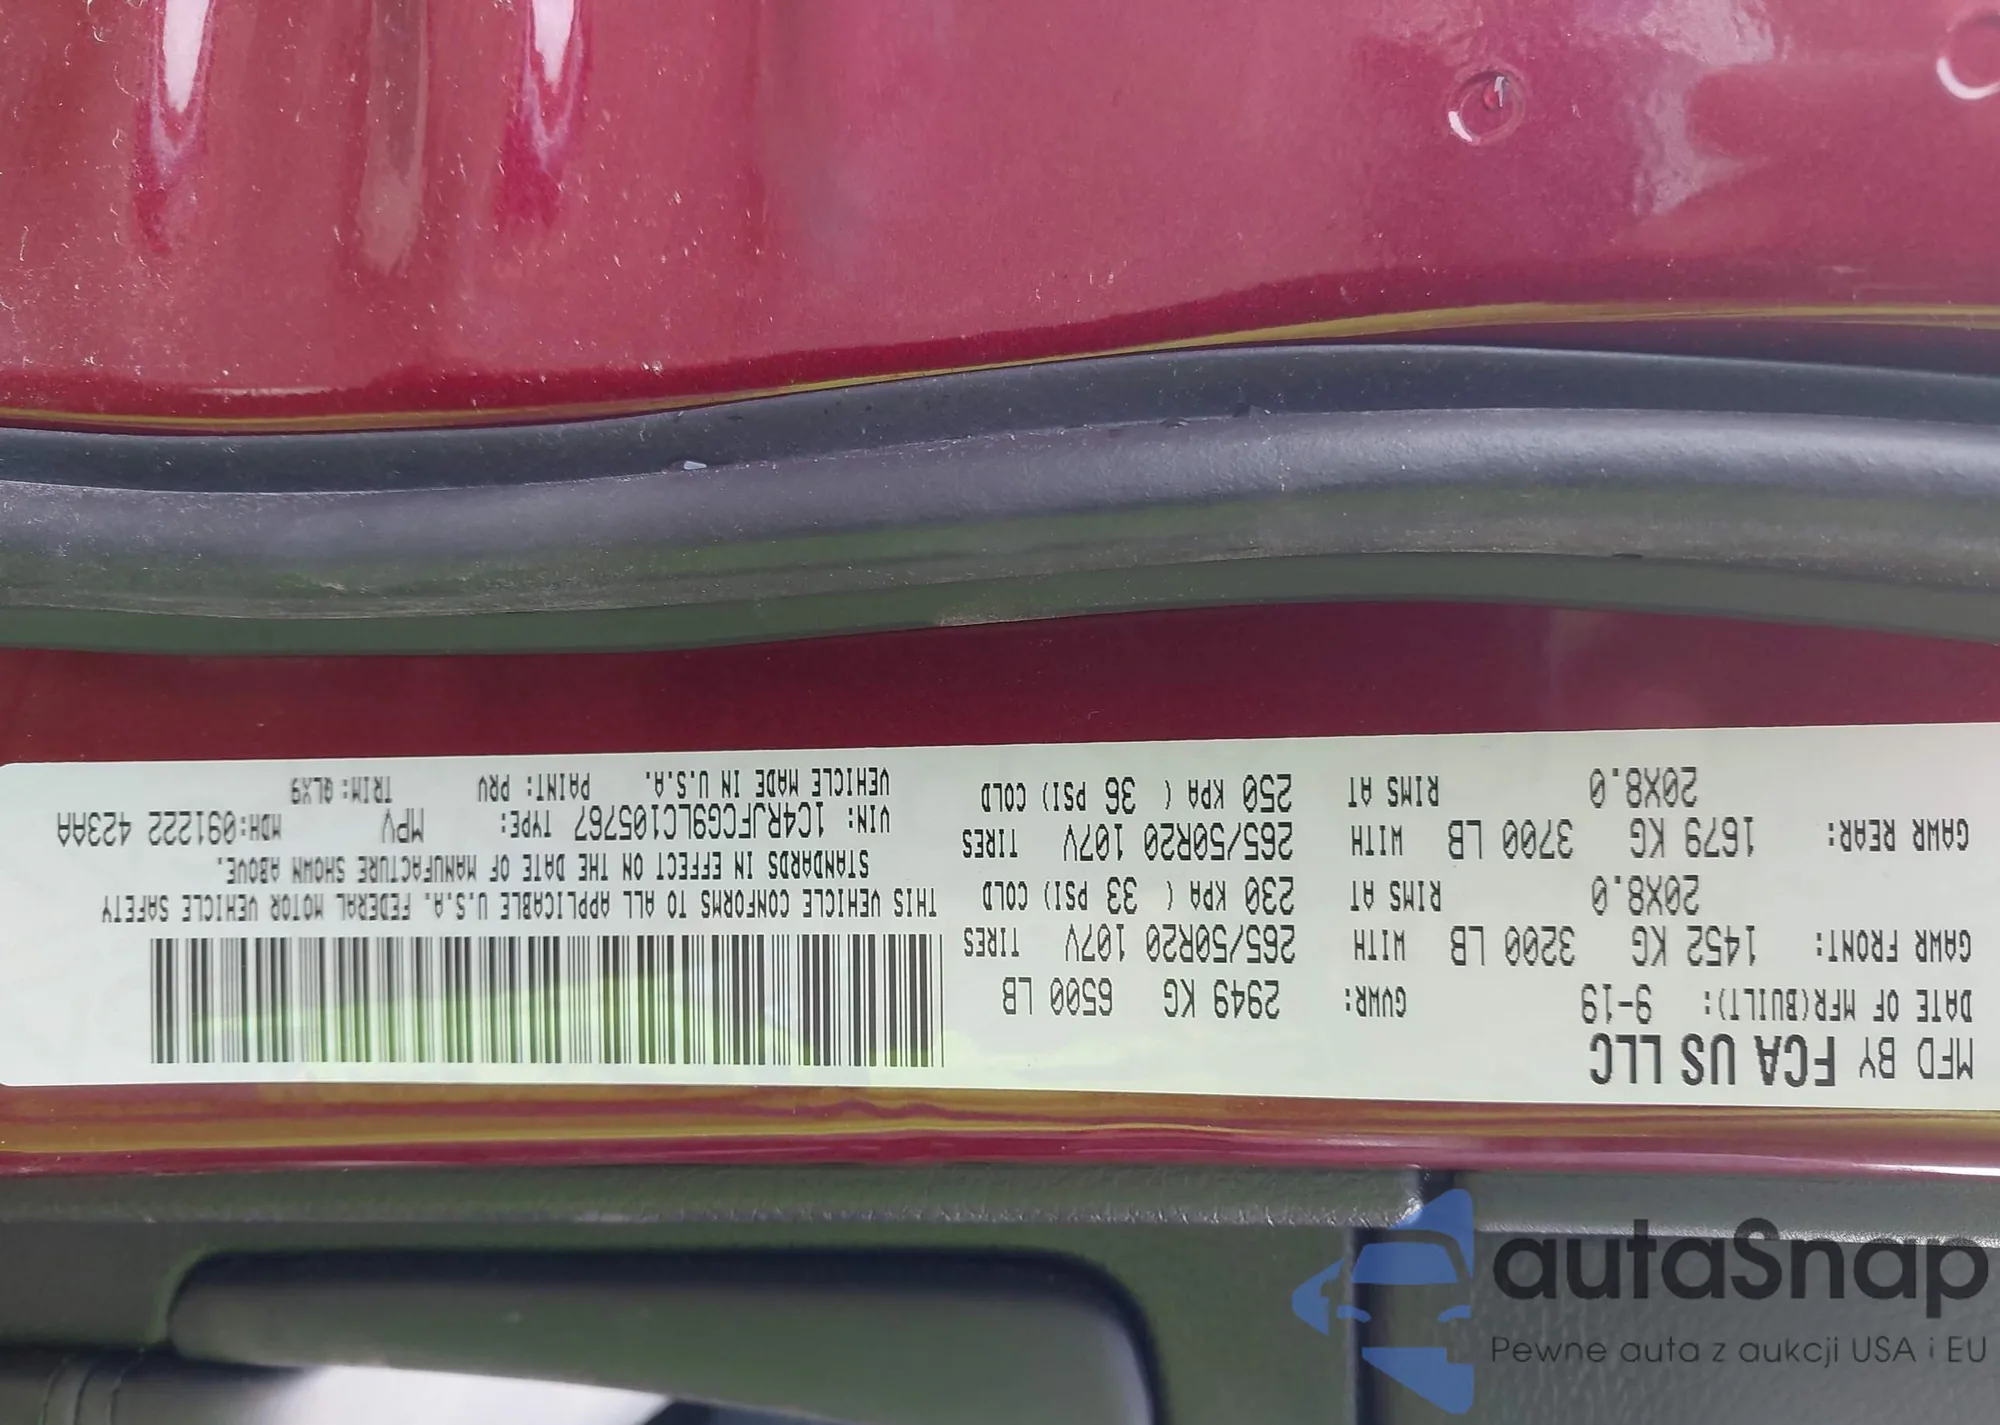 MFD BY FCA US LLC
DATE OF MFR(BUILT): 9-19 GVWR: 2949 KG 6500 LB
GAWR FRONT: 1452 KG 3200 LB WITH 265/50R20 107V TIRES
20X8.0 RIMS AT 230 KPA ( 33 PSI) COLD
GAWR REAR: 1679 KG 3700 LB WITH 265/50R20 107V TIRES
20X8.0 RIMS AT 250 KPA ( 36 PSI) COLD
THIS VEHICLE CONFORMS TO ALL APPLICABLE U.S.A. FEDERAL MOTOR VEHICLE SAFETY
STANDARDS IN EFFECT ON THE DATE OF MANUFACTURE SHOWN ABOVE.
VIN: 1C4RJFCG9LC105767 TYPE: MPV MDH:091222 423AA
VEHICLE MADE IN U.S.A. PAINT: PRV TRIM:QLX9
autaSnap
Pewne auta z aukcji USA i EU